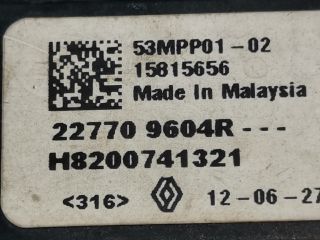 53MPP01-02
15815656
Made In Malaysia
22770 9604R - - -
H8200741321
<316> 12-06-27